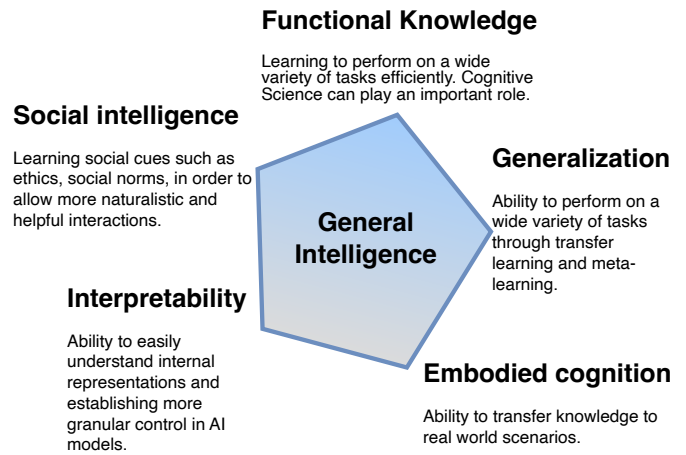 Functional Knowledge
Learning to perform on a wide
variety of tasks efficiently. Cognitive
Science can play an important role.
Social intelligence
Learning social cues such as
ethics, social norms, in order to
allow more naturalistic and
helpful interactions.
Generalization
Ability to perform on a
wide variety of tasks
through transfer
learning and meta-
learning.
General
Intelligence
Interpretability
Ability to easily
understand internal
representations and
establishing more
granular control in AI
models.
Embodied cognition
Ability to transfer knowledge to
real world scenarios.